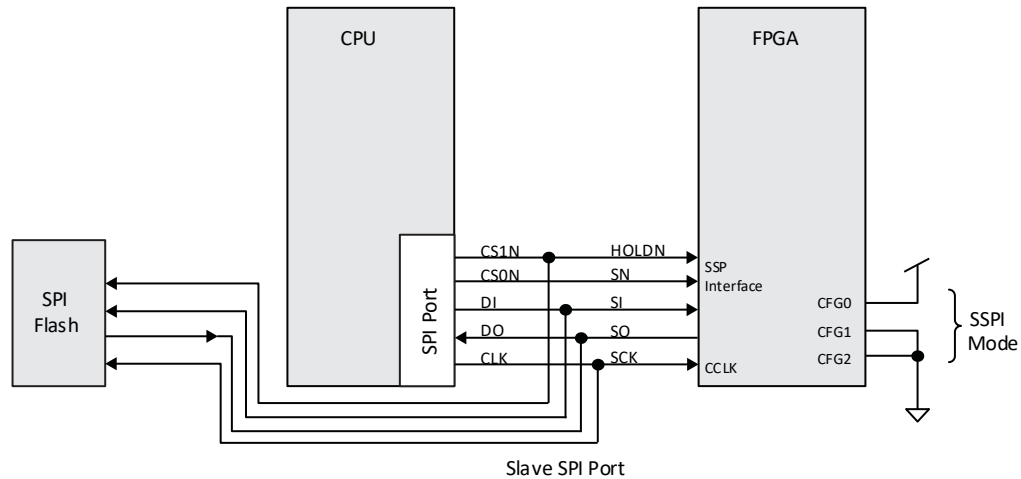 CPU
FPGA
CS1N
HOLDN
SSP
Interface
CS0N
SN
DI
SI
DO
SO
CLK
SCK
CCLK
SPI Port
SPI
Flash
CFG0
CFG1
CFG2
SSPI
Mode
Slave SPI Port